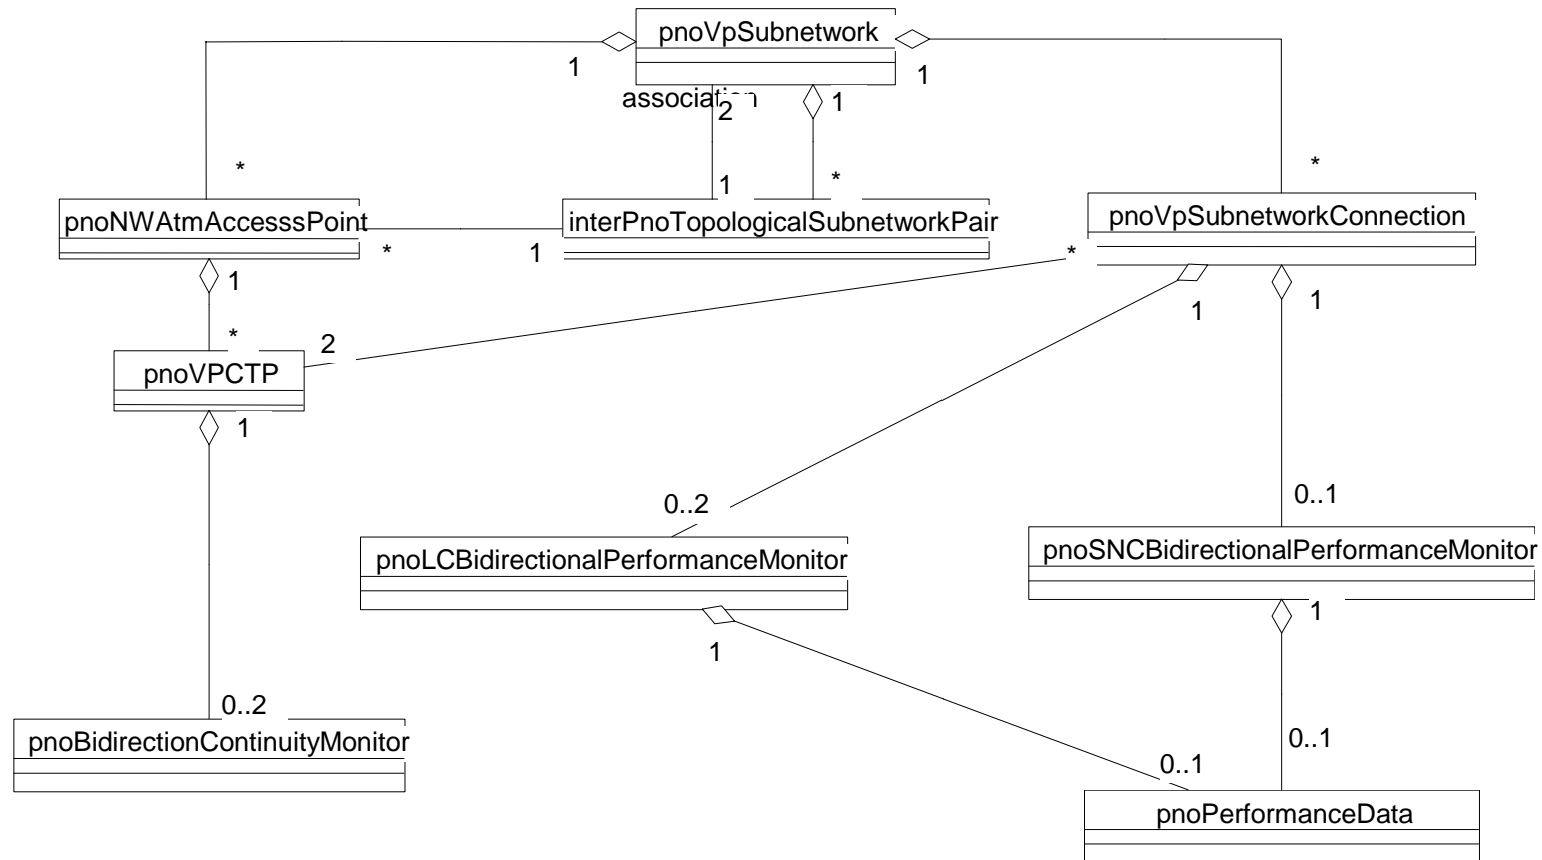 pnoVpSubnetwork
1
1
association
2
1
*
*
1
*
pnoNWAtmAccesssPoint
interPnoTopologicalSubnetworkPair
pnoVpSubnetworkConnection
*
1
*
1
1
1
*
2
pnoVPCTP
1
0..2
0..1
pnoLCBidirectionalPerformanceMonitor
pnoSNCBidirectionalPerformanceMonitor
1
1
0..2
pnoBidirectionContinuityMonitor
0..1
0..1
pnoPerformanceData